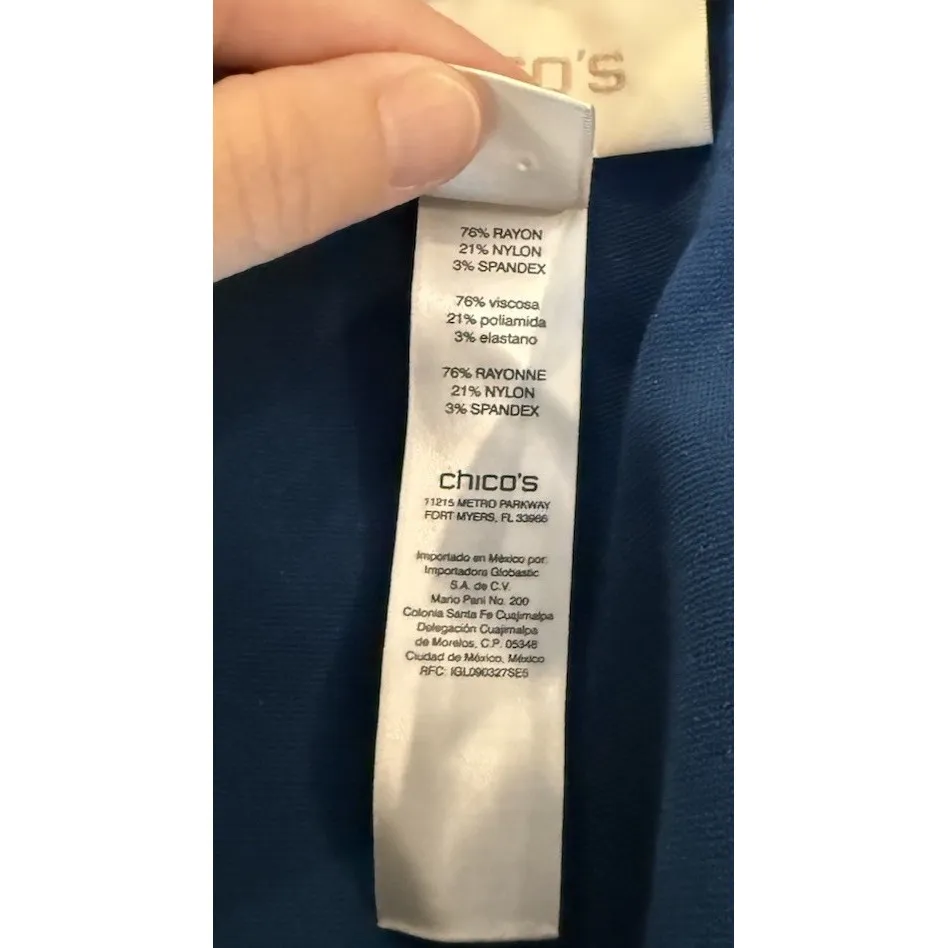 O'S
76% RAYON
21% NYLON
3% SPANDEX
76% viscosa
21% poliamida
3% elastano
76% RAYONNE
21% NYLON
3% SPANDEX
chico's
11215 METRO PARKWAY
FORT MYERS, FL 33966
Importado en México por:
Importadora Globastic
S.A. de C.V.
Mario Pani No. 200
Colonia Santa Fe Cuajimalpa
Delegación Cuajimalpa
de Morelos, C.P. 05348
Ciudad de México, México
RFC: IGL090327SE5